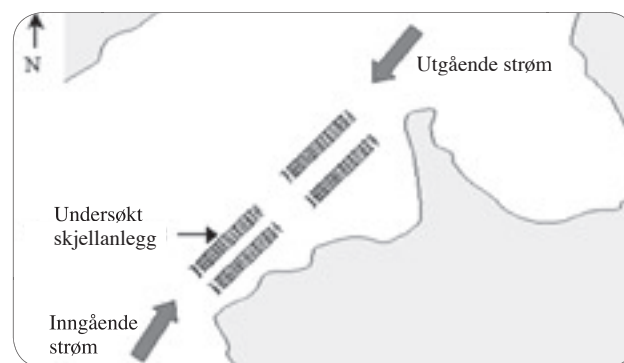 N
Utgående strøm
Undersøkt
skjellanlegg
Inngående
strøm